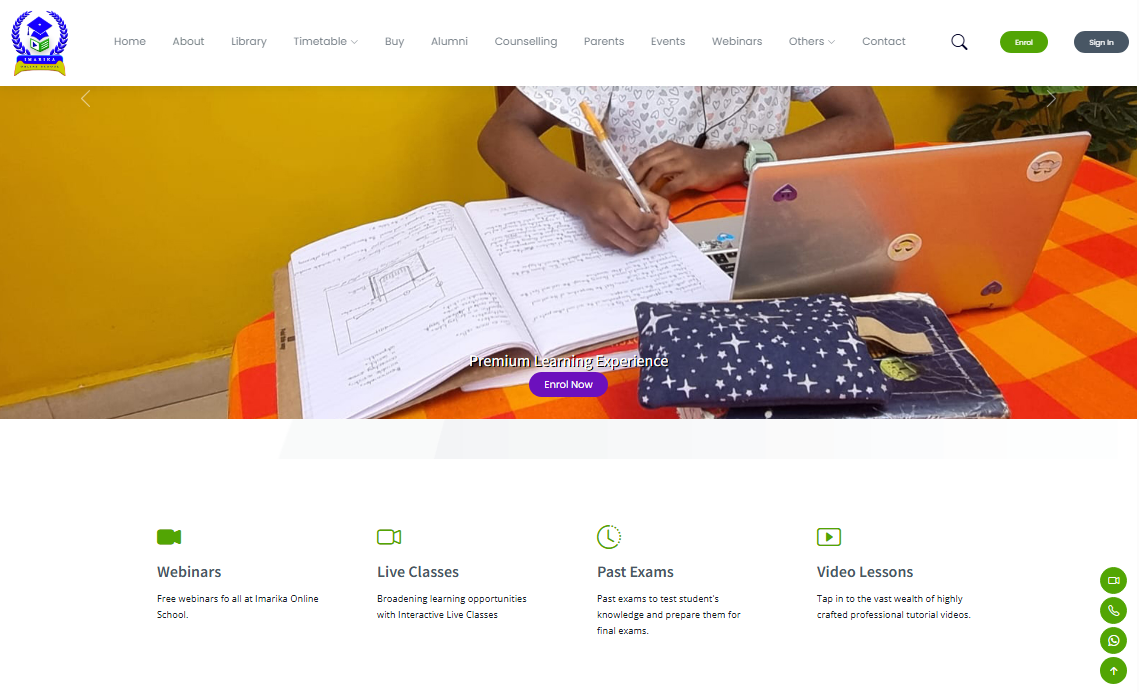 IMARIKA
ONLINE SCHOOL
Home
About
Library
Timetable
Buy
Alumni
Counselling
Parents
Events
Webinars
Others
Contact
Enrol
Sign In
Premium Learning Experience
Enrol Now
Webinars
Free webinars fo all at Imarika Online
School.
Live Classes
Broadening learning opportunities
with Interactive Live Classes
Past Exams
Past exams to test student's
knowledge and prepare them for
final exams.
Video Lessons
Tap in to the vast wealth of highly
crafted professional tutorial videos.